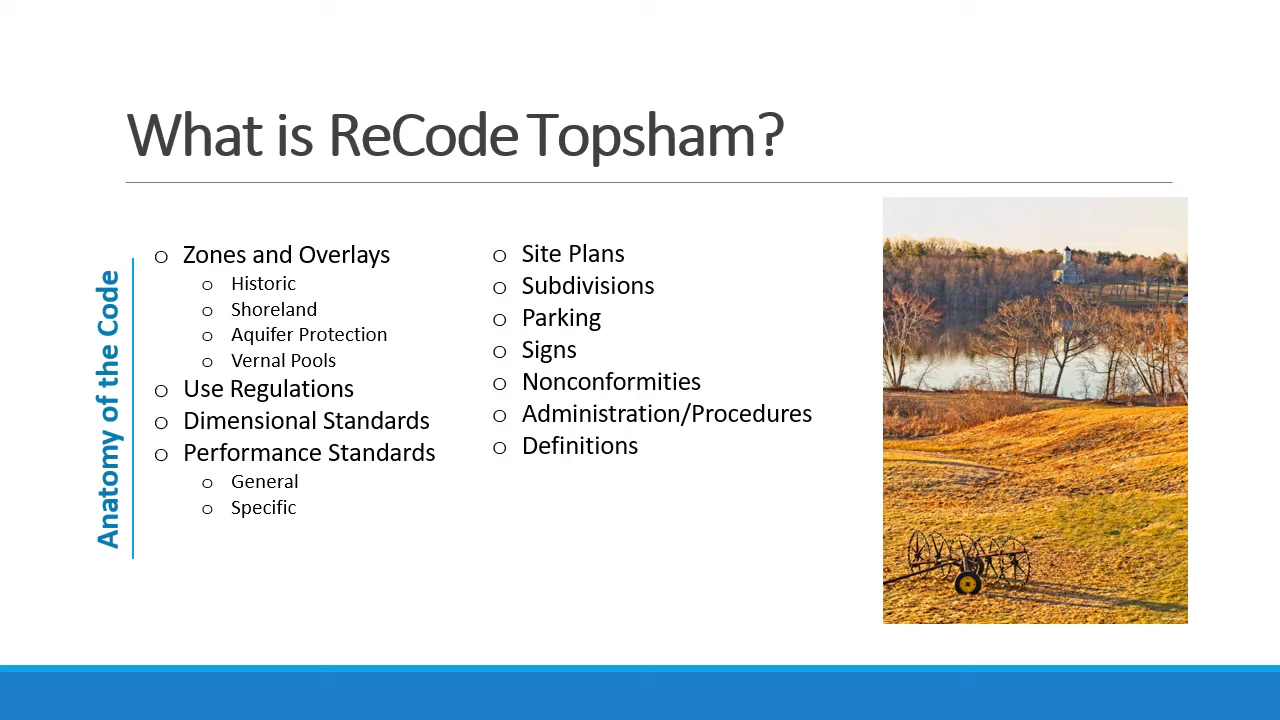 What is ReCode Topsham?
Anatomy of the Code
o Zones and Overlays
o Historic
o Shoreland
o Aquifer Protection
o Vernal Pools
o Use Regulations
o Dimensional Standards
o Performance Standards
o General
o Specific
o Site Plans
o Subdivisions
o Parking
o Signs
o Nonconformities
o Administration/Procedures
o Definitions